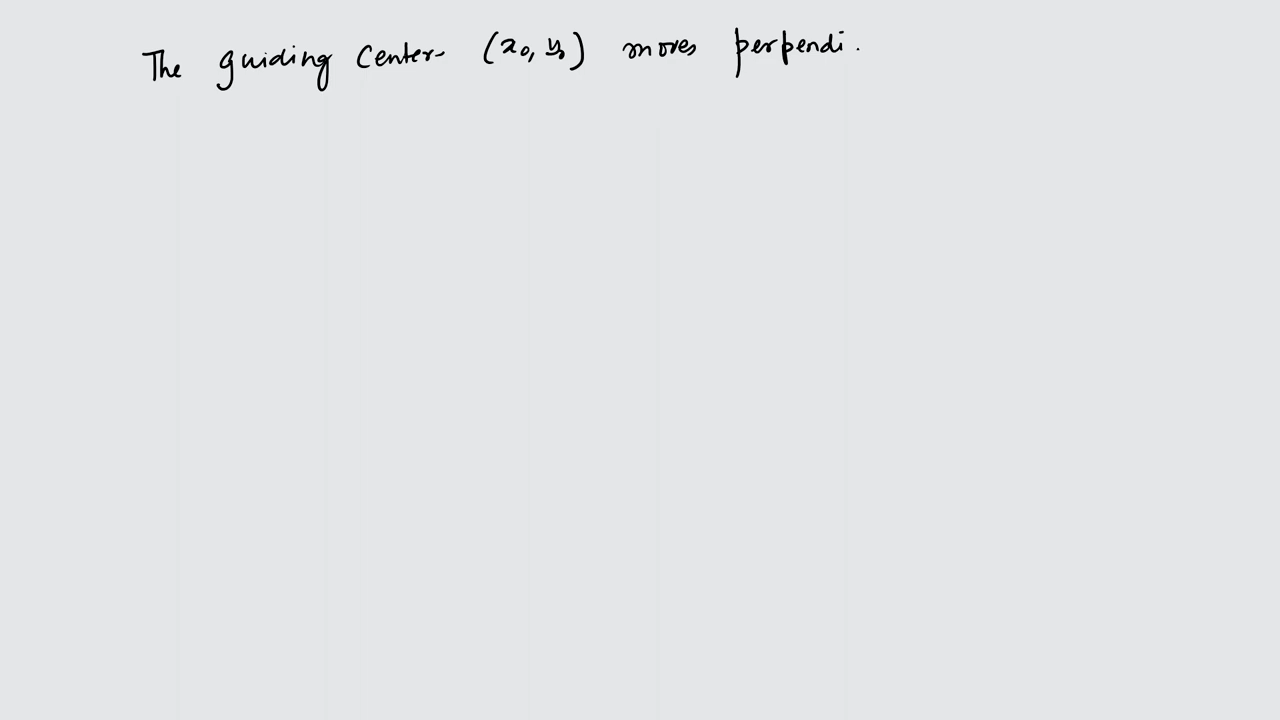 The guiding center (x₀, y₀) moves perpendi.